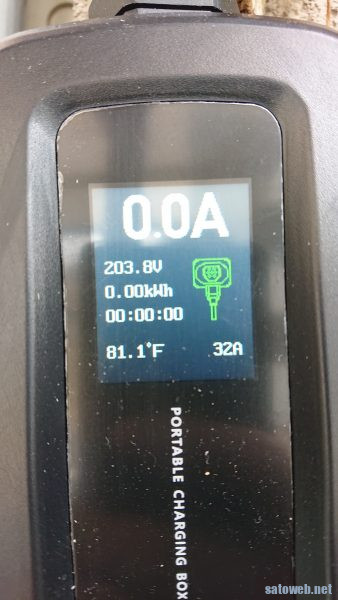 0.0A
203.8V
0.00kWh
00:00:00
81.1°F 32A
PORTABLE CHARGING BOX
satoweb.net